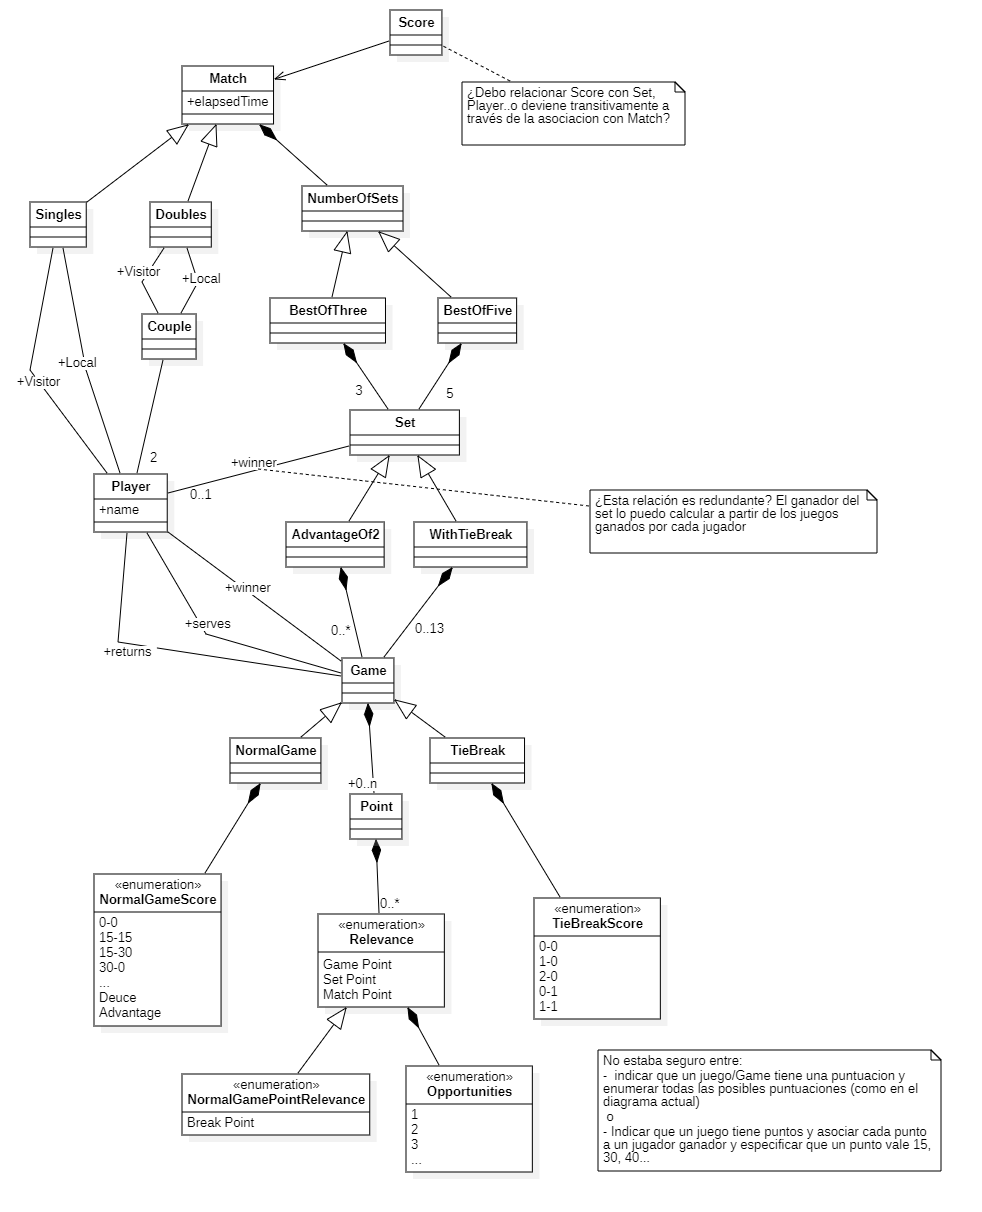 Score
Match
+elapsedTime
¿Debo relacionar Score con Set,
Player..o deviene transitivamente a
través de la asociacion con Match?
Singles
Doubles
NumberOfSets
+Visitor
+Local
BestOfThree
BestOfFive
Couple
+Local
+Visitor
3
5
Set
2
+winner
0..1
Player
+name
¿Esta relación es redundante? El ganador del
set lo puedo calcular a partir de los juegos
ganados por cada jugador
AdvantageOf2
WithTieBreak
+winner
+serves
+returns
0..*
0..13
Game
NormalGame
TieBreak
+0..n
Point
«enumeration»
NormalGameScore
0-0
15-15
15-30
30-0
...
Deuce
Advantage
0..*
«enumeration»
Relevance
Game Point
Set Point
Match Point
«enumeration»
TieBreakScore
0-0
1-0
2-0
0-1
1-1
«enumeration»
NormalGamePointRelevance
Break Point
«enumeration»
Opportunities
1
2
3
...
No estaba seguro entre:
- indicar que un juego/Game tiene una puntuacion y
enumerar todas las posibles puntuaciones (como en el
diagrama actual)
o
- Indicar que un juego tiene puntos y asociar cada punto
a un jugador ganador y especificar que un punto vale 15,
30, 40...